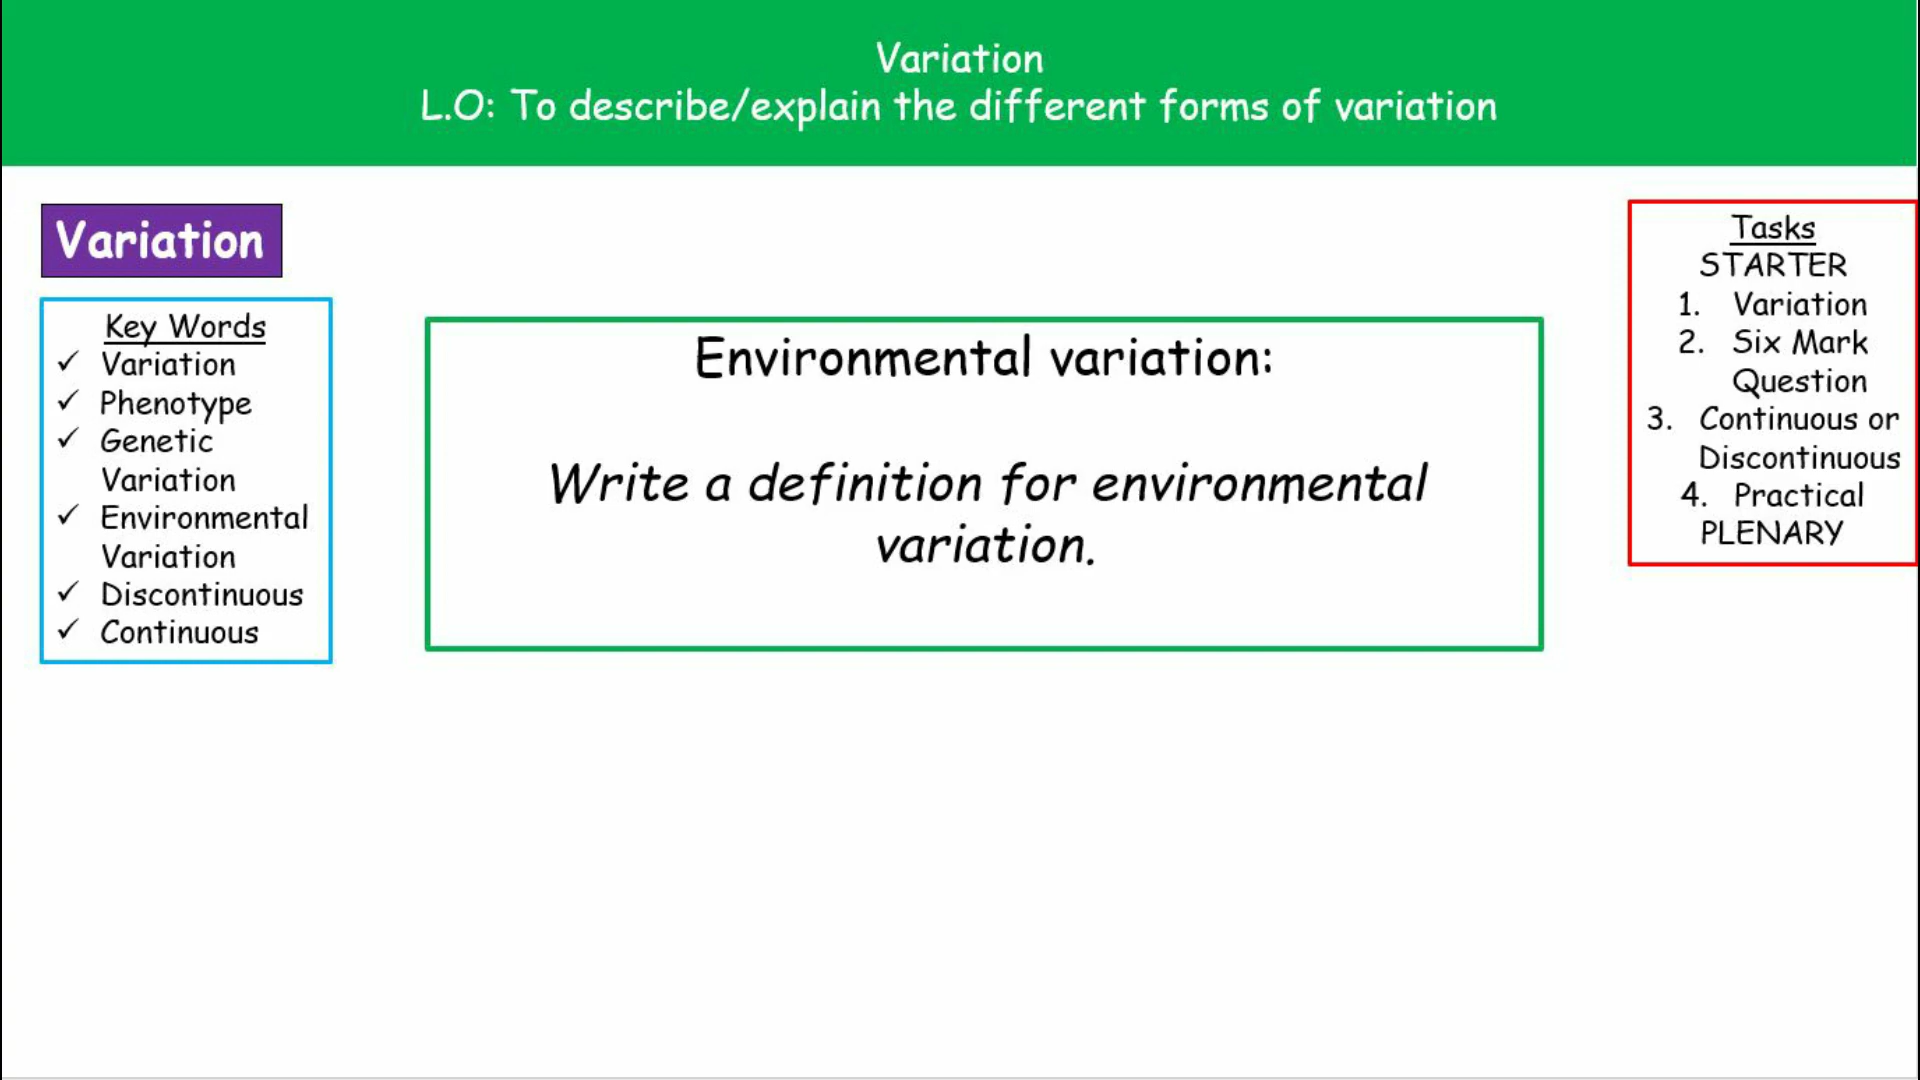 Variation
L.O: To describe/explain the different forms of variation
Variation
Key Words
✓ Variation
✓ Phenotype
✓ Genetic
Variation
✓ Environmental
Variation
✓ Discontinuous
✓ Continuous
Environmental variation:
Write a definition for environmental
variation.
Tasks
STARTER
1. Variation
2. Six Mark
Question
3. Continuous or
Discontinuous
4. Practical
PLENARY